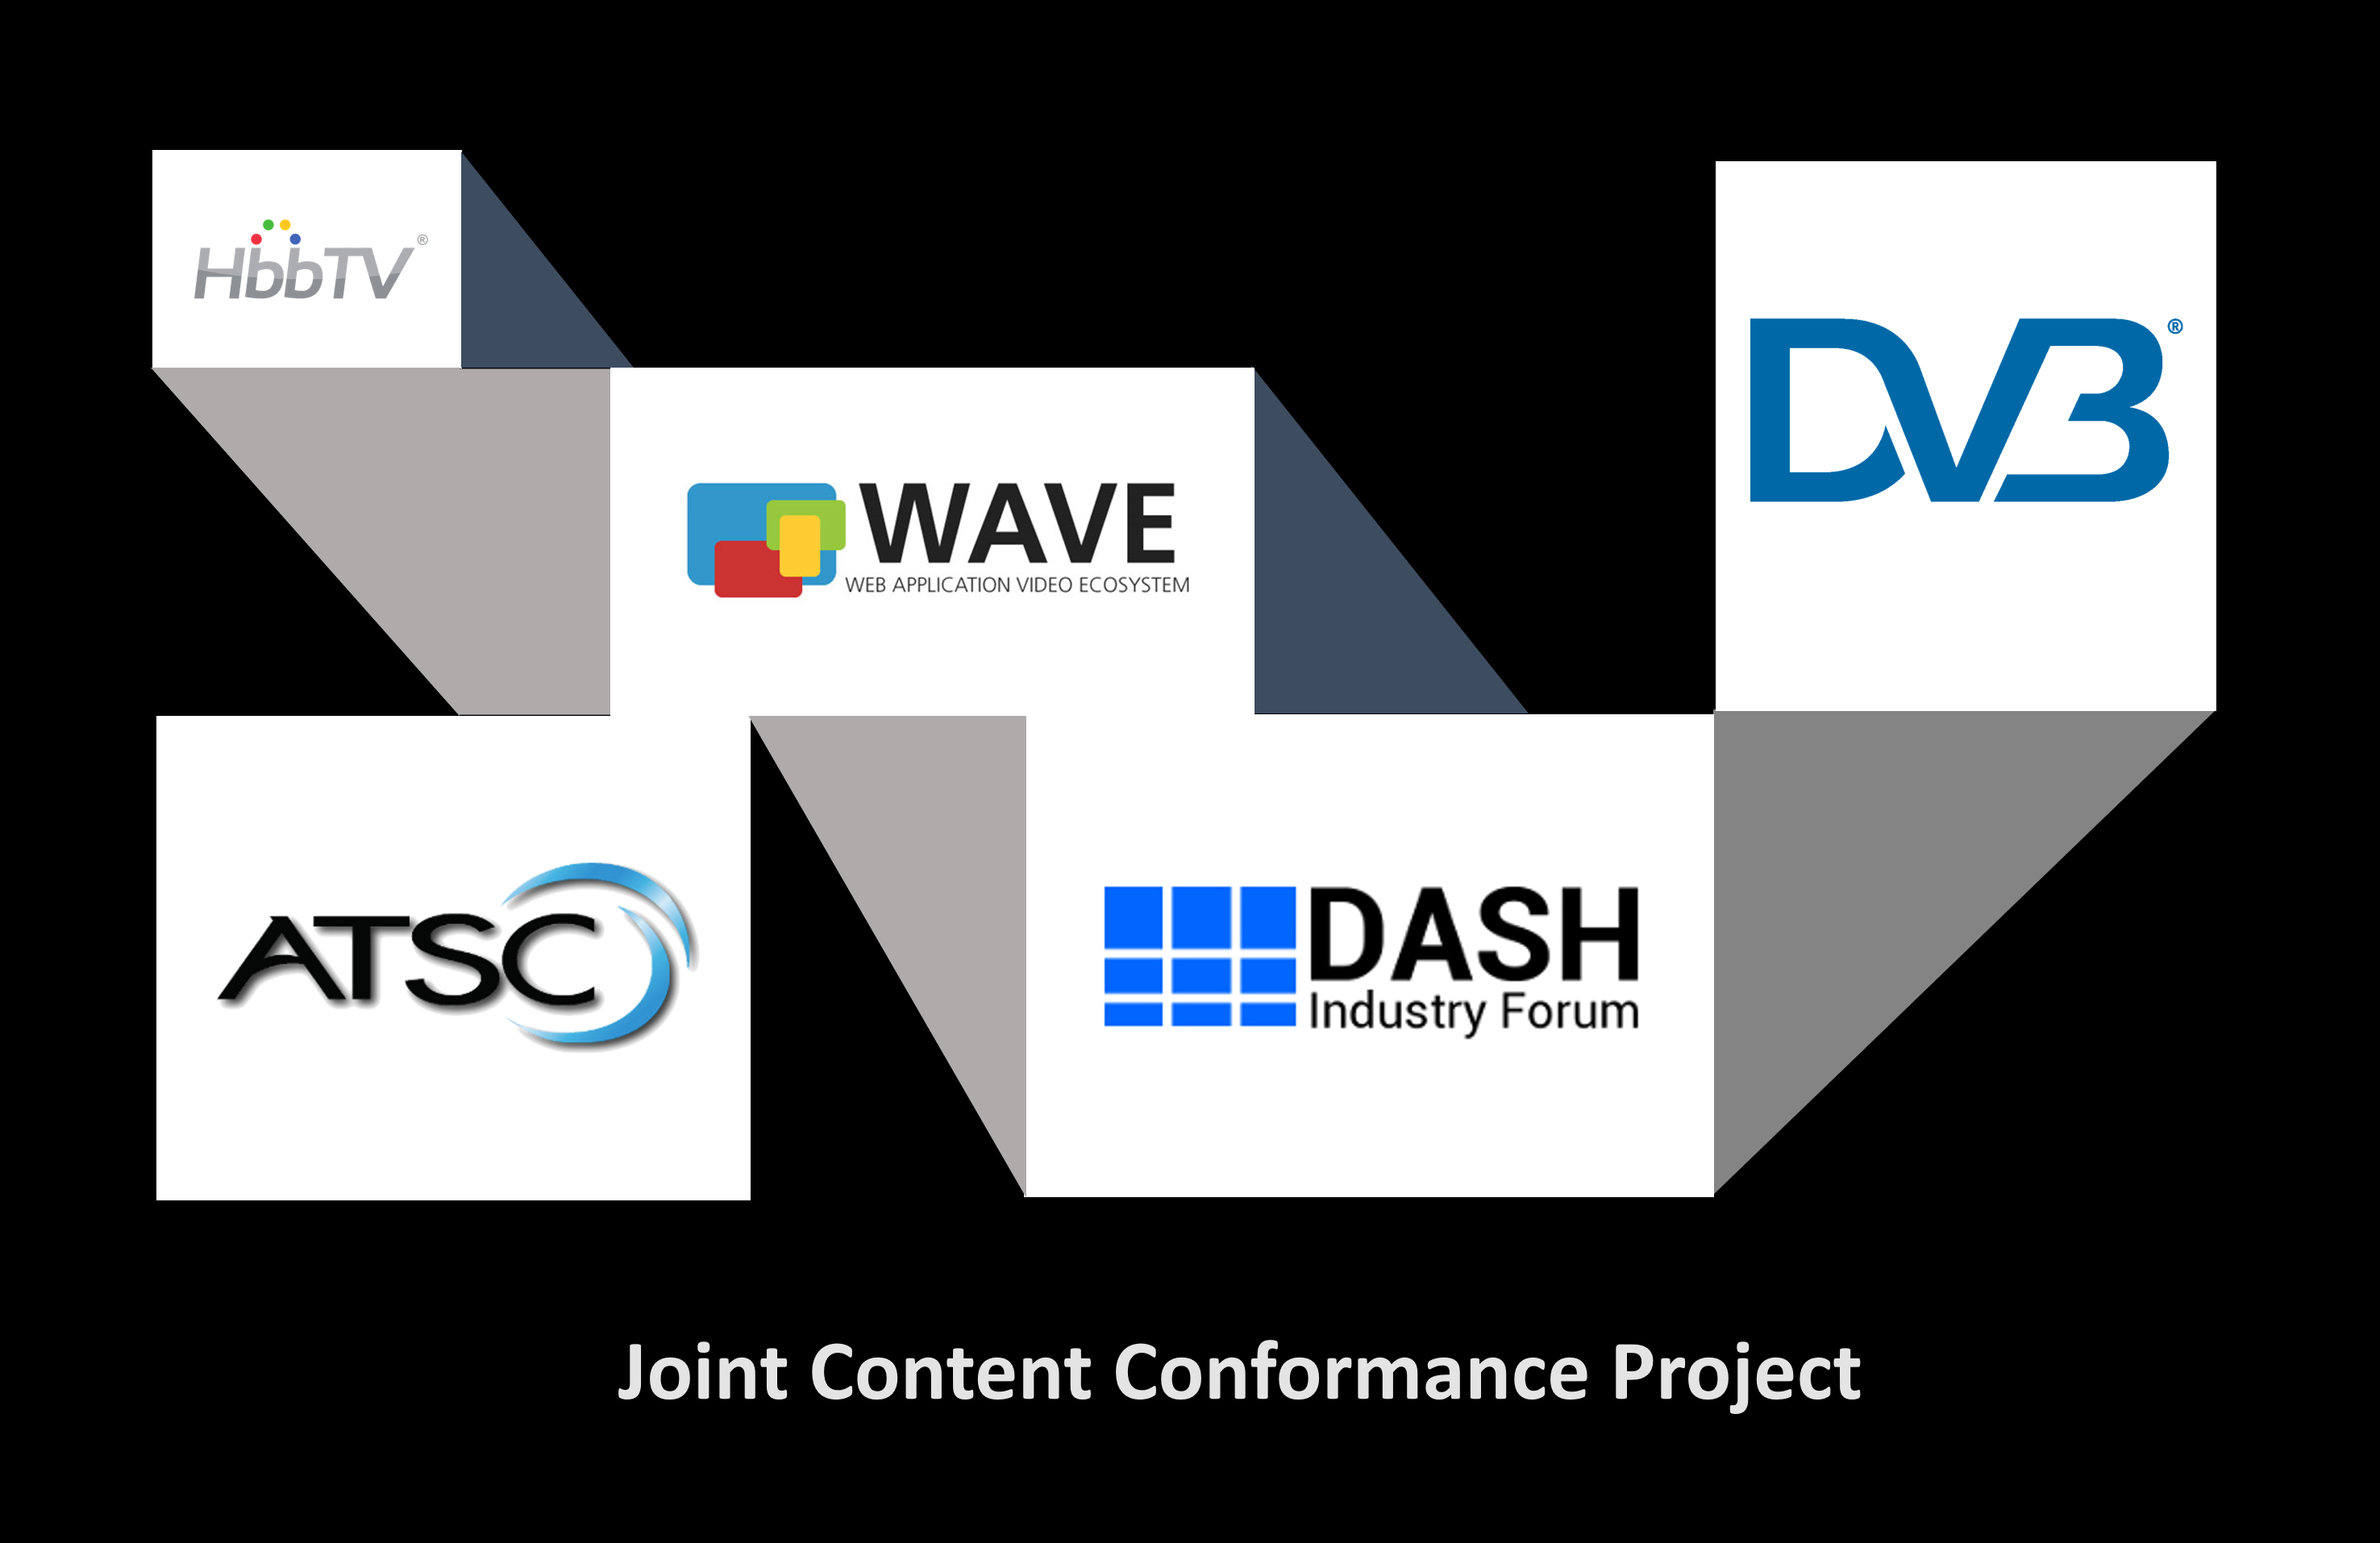 HbbTV®
DVB®
WAVE
WEB APPLICATION VIDEO ECOSYSTEM
ATSC
DASH
Industry Forum
Joint Content Conformance Project